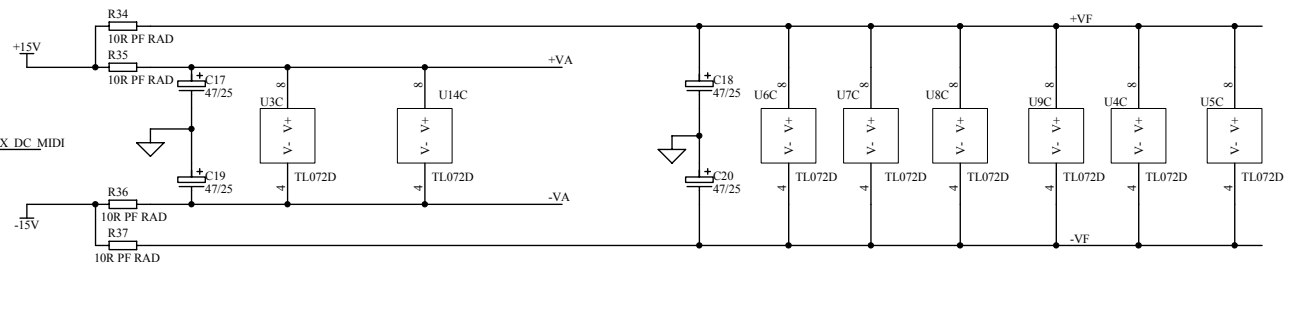 R34
10R PF RAD
+VF
+15V
R35
10R PF RAD
+VA
C17
47/25
8
U3C
V+
V-
4
TL072D
8
U14C
V+
V-
4
TL072D
C18
47/25
8
U6C
V+
V-
4
TL072D
8
U7C
V+
V-
4
TL072D
8
U8C
V+
V-
4
TL072D
8
U9C
V+
V-
4
TL072D
8
U4C
V+
V-
4
TL072D
8
U5C
V+
V-
4
TL072D
X_DC_MIDI
C19
47/25
C20
47/25
R36
10R PF RAD
-VA
-15V
R37
10R PF RAD
-VF